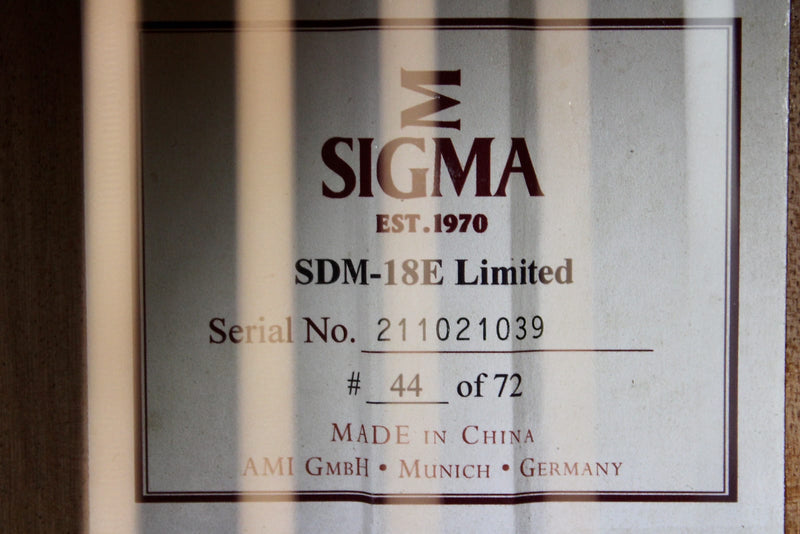 SIGMA
EST. 1970
SDM-18E Limited
Serial No. 211021039
# 44 of 72
MADE IN CHINA
AMI GMBH • MUNICH • GERMANY